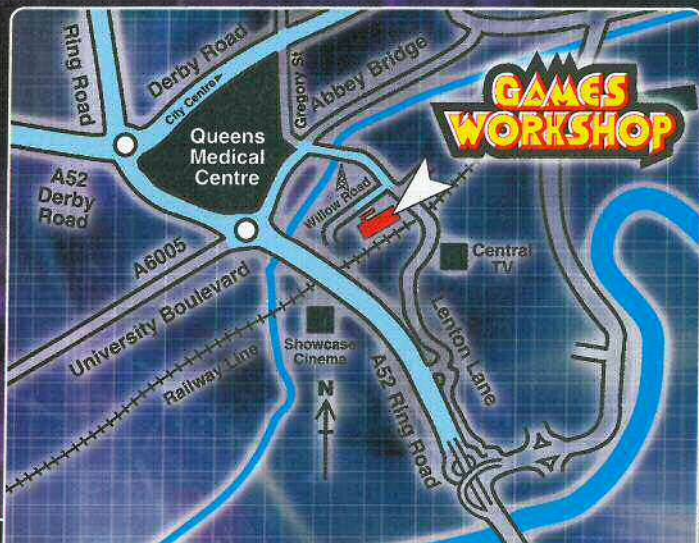 Ring Road
Derby Road
City Centre
Gregory St
Abbey Bridge
GAMES
WORKSHOP
Queens
Medical
Centre
A52
Derby
Road
Willow Road
A6005
University Boulevard
Central
TV
Railway Line
Showcase
Cinema
N
A52 Ring Road
Lenton Lane